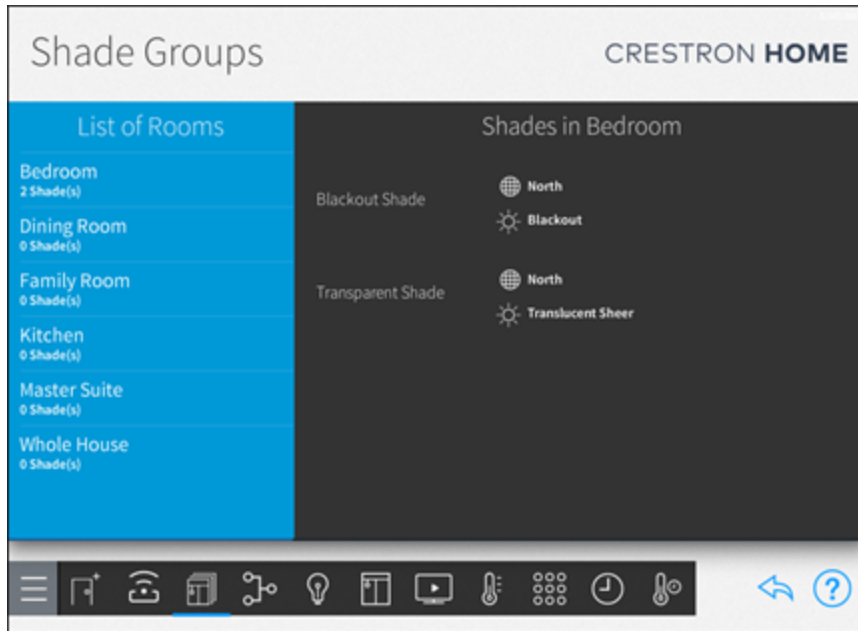 Shade Groups
CRESTRON HOME
List of Rooms
Bedroom
2 Shade(s)
Dining Room
0 Shade(s)
Family Room
0 Shade(s)
Kitchen
0 Shade(s)
Master Suite
0 Shade(s)
Whole House
0 Shade(s)
Shades in Bedroom
Blackout Shade
North
Blackout
Transparent Shade
North
Translucent Sheer
?